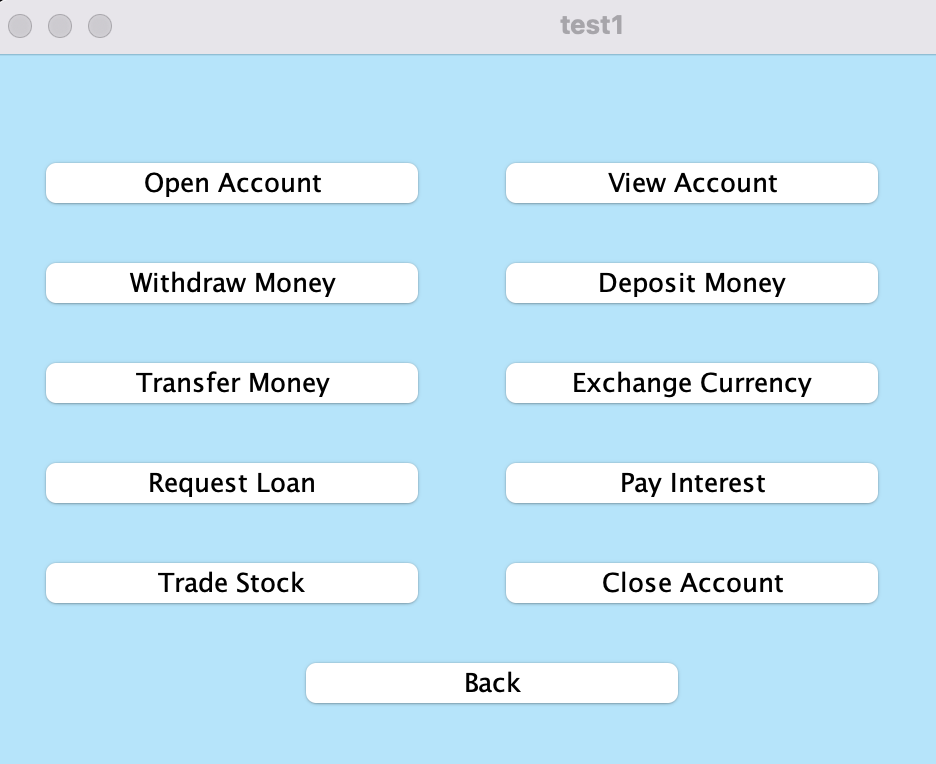 test1
Open Account
View Account
Withdraw Money
Deposit Money
Transfer Money
Exchange Currency
Request Loan
Pay Interest
Trade Stock
Close Account
Back